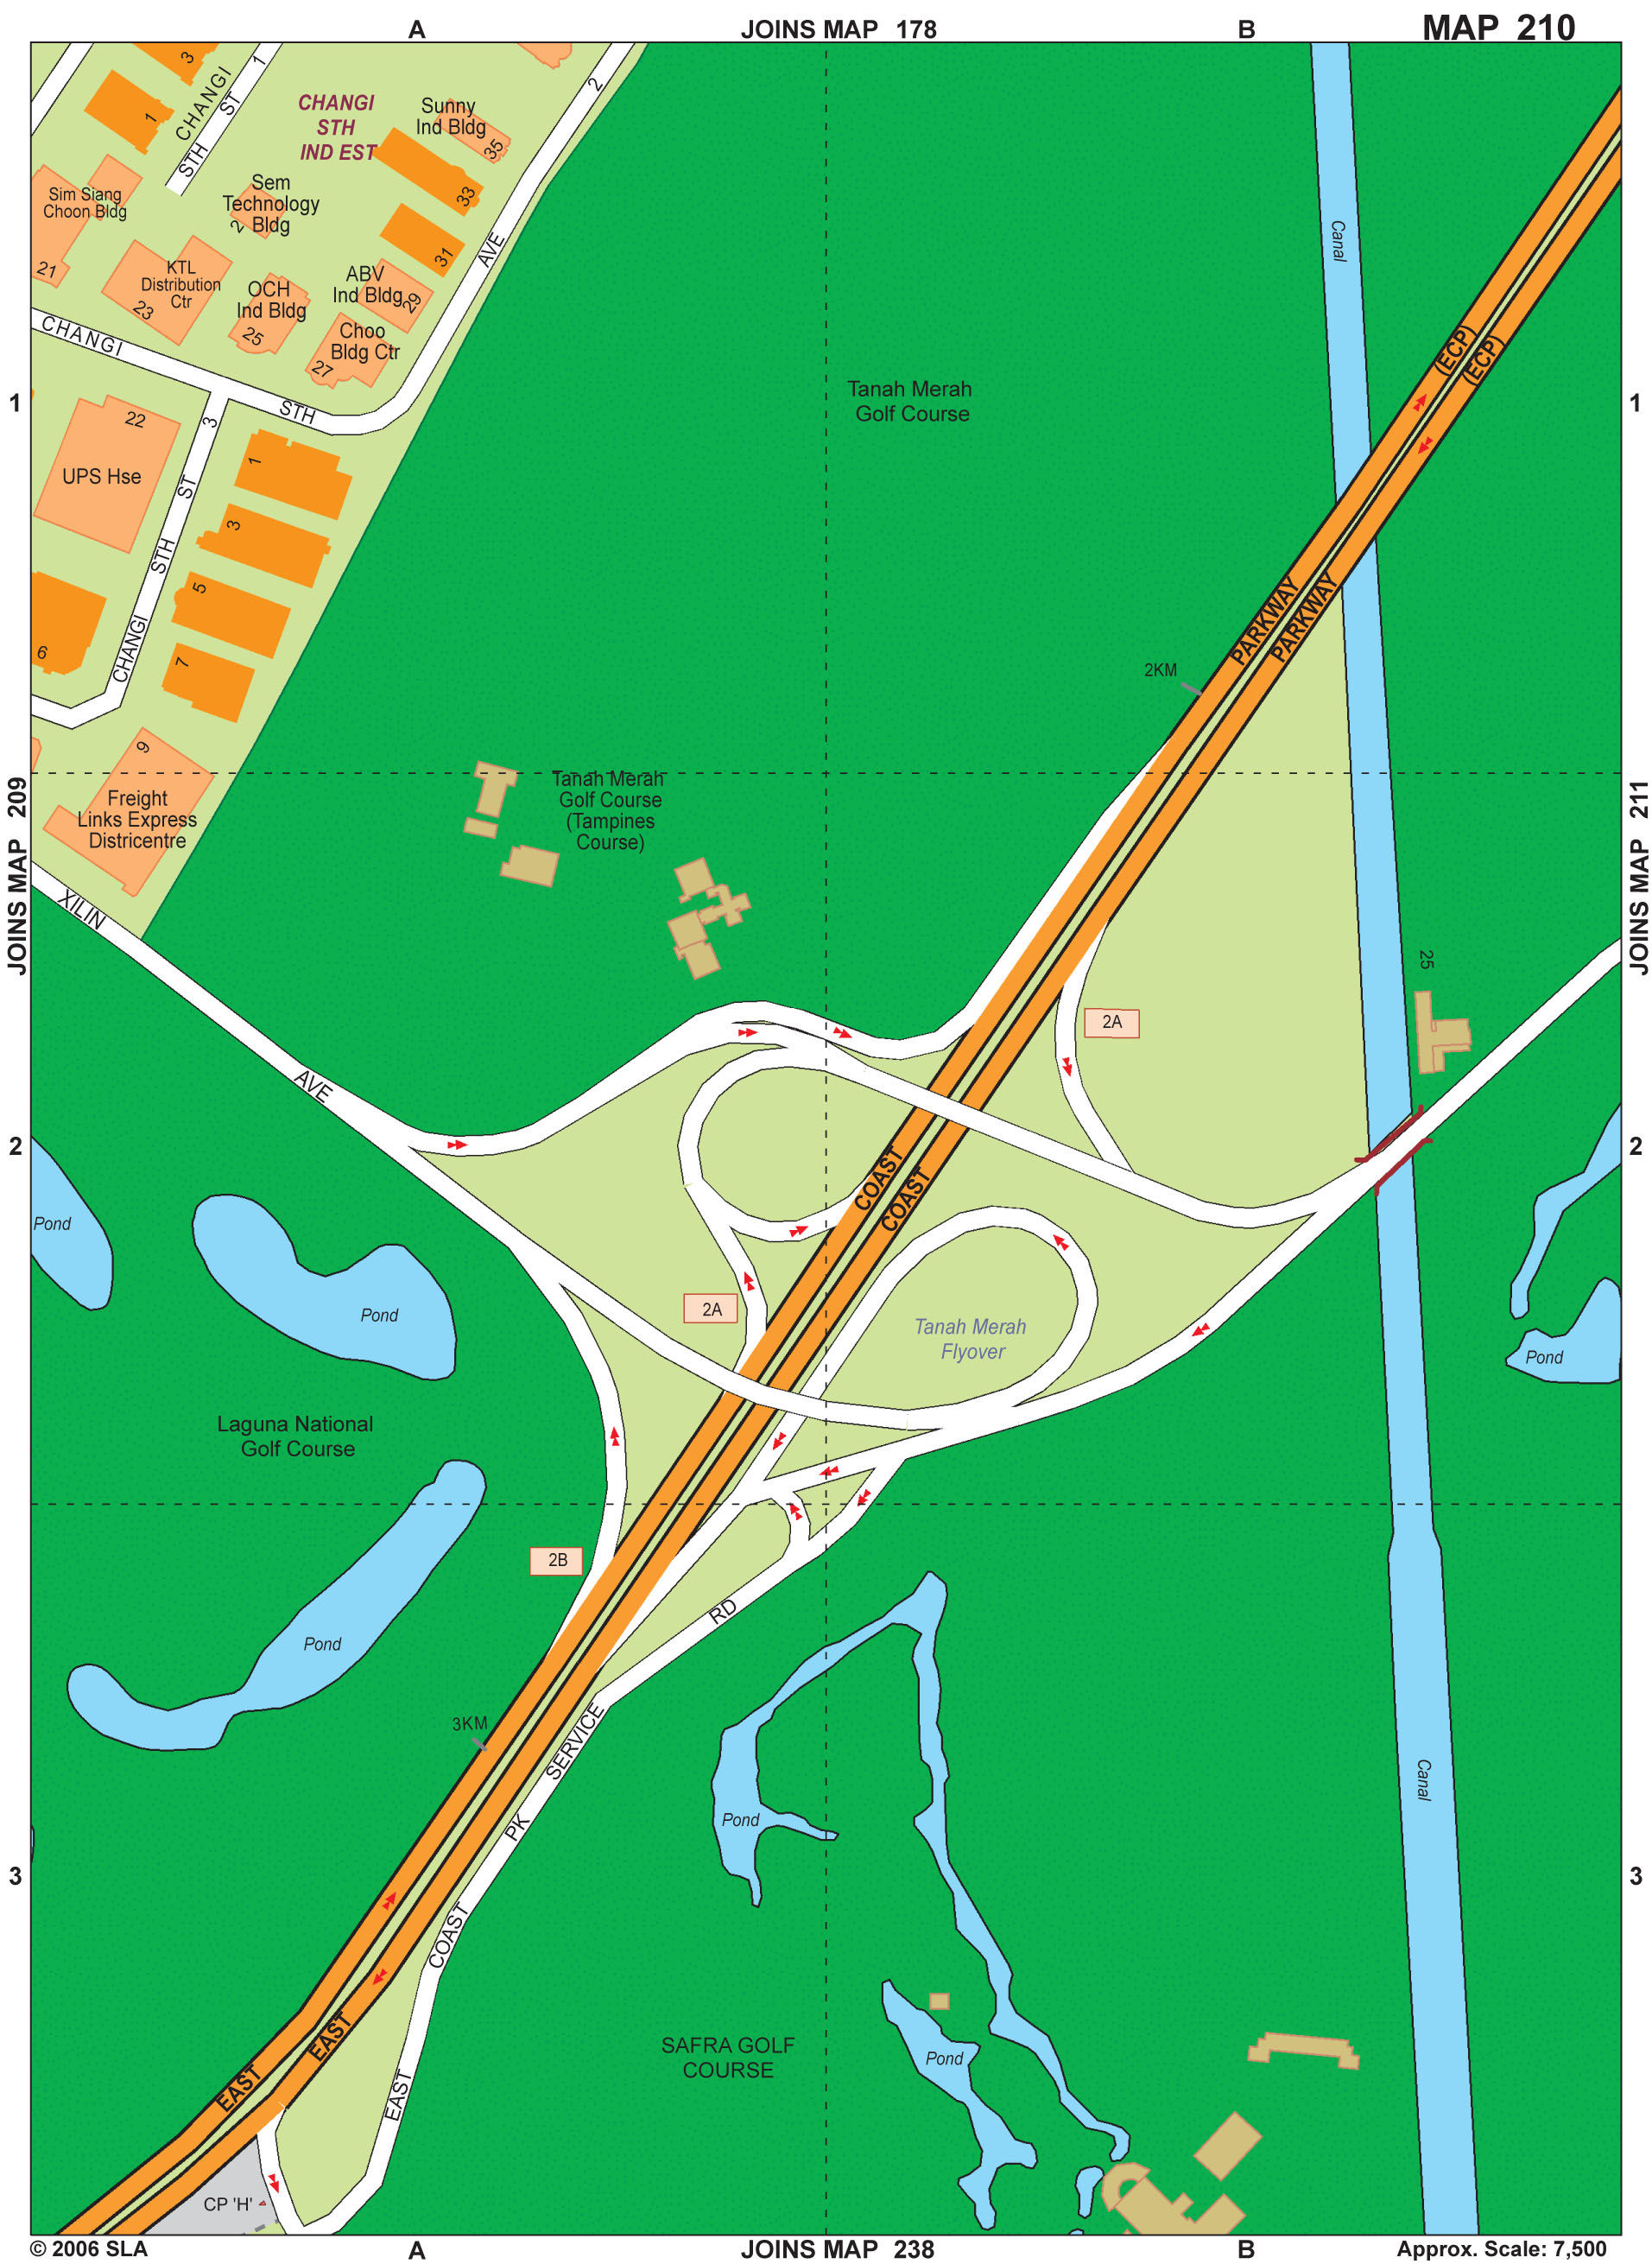 A
JOINS MAP 178
B
MAP 210
3
1
CHANGI
STH
ST
1
CHANGI
STH
IND EST
Sunny
Ind Bldg
35
2
33
31
AVE
Sim Siang
Choon Bldg
21
Sem
Technology
Bldg
2
KTL
Distribution
Ctr
23
OCH
Ind Bldg
25
ABV
Ind Bldg
29
Choo
Bldg Ctr
27
CHANGI
STH
Canal
(ECP)
(ECP)
1
Tanah Merah
Golf Course
1
22
UPS Hse
3
ST
STH
CHANGI
1
3
5
7
6
PARKWAY
PARKWAY
2KM
9
Freight
Links Express
Districentre
Tanah Merah
Golf Course
(Tampines
Course)
JOINS MAP 209
JOINS MAP 211
XILIN
AVE
25
2A
2
2
COAST
COAST
Pond
Pond
2A
Tanah Merah
Flyover
Pond
Laguna National
Golf Course
2B
RD
Pond
3KM
SERVICE
PK
COAST
EAST
Pond
Canal
3
3
EAST
EAST
SAFRA GOLF
COURSE
Pond
CP 'H'
© 2006 SLA
A
JOINS MAP 238
B
Approx. Scale: 7,500